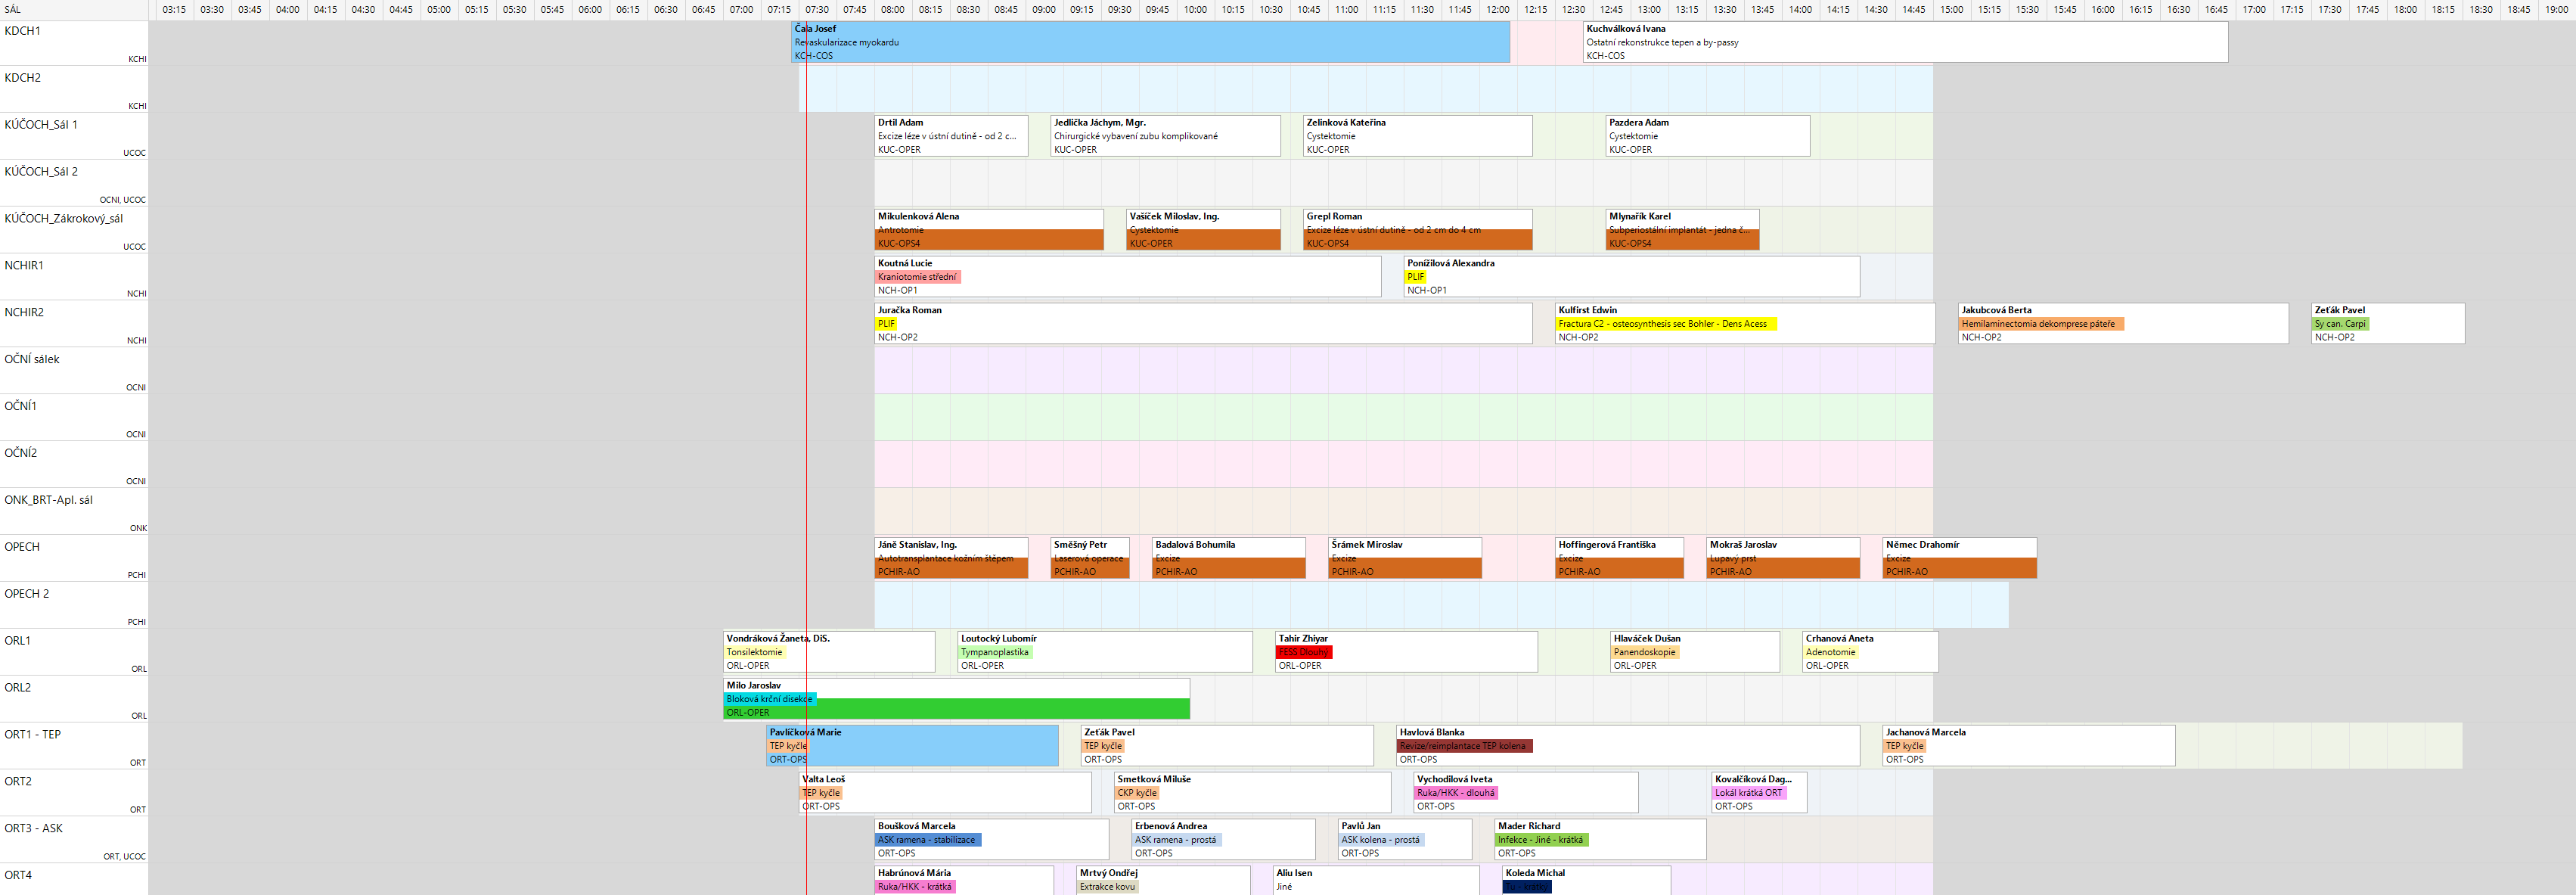 SÁL 03:15 03:30 03:45 04:00 04:15 04:30 04:45 05:00 05:15 05:30 05:45 06:00 06:15 06:30 06:45 07:00 07:15 07:30 07:45 08:00 08:15 08:30 08:45 09:00 09:15 09:30 09:45 10:00 10:15 10:30 10:45 11:00 11:15 11:30 11:45 12:00 12:15 12:30 12:45 13:00 13:15 13:30 13:45 14:00 14:15 14:30 14:45 15:00 15:15 15:30 15:45 16:00 16:15 16:30 16:45 17:00 17:15 17:30 17:45 18:00 18:15 18:30 18:45 19:00
KDCH1
KCHI
Čala Josef
Revaskularizace myokardu
KCH-COS
Kuchválková Ivana
Ostatní rekonstrukce tepen a by-passy
KCH-COS
KDCH2
KCHI
KÚČOCH_Sál 1
UCOC
Drtil Adam
Excize léze v ústní dutině - od 2 c...
KUC-OPER
Jedlička Jáchym, Mgr.
Chirurgické vybavení zubu komplikované
KUC-OPER
Zelinková Kateřina
Cystektomie
KUC-OPER
Pazdera Adam
Cystektomie
KUC-OPER
KÚČOCH_Sál 2
OCNI, UCOC
KÚČOCH_Zákrokový_sál
UCOC
Mikulenková Alena
Antrotomie
KUC-OPS4
Vašíček Miloslav, Ing.
Cystektomie
KUC-OPER
Grepl Roman
Excize léze v ústní dutině - od 2 cm do 4 cm
KUC-OPS4
Mlynařík Karel
Subperiostální implantát - jedna č...
KUC-OPS4
NCHIR1
NCHI
Koutná Lucie
Kraniotomie střední
NCH-OP1
Ponížilová Alexandra
PLIF
NCH-OP1
NCHIR2
NCHI
Juračka Roman
PLIF
NCH-OP2
Kulfirst Edwin
Fractura C2 - osteosynthesis sec Bohler - Dens Acess
NCH-OP2
Jakubcová Berta
Hemilaminectomia dekomprese páteře
NCH-OP2
Zeťák Pavel
Sy can. Carpi
NCH-OP2
OČNÍ sálek
OCNI
OČNÍ1
OCNI
OČNÍ2
OCNI
ONK_BRT-Apl. sál
ONK
OPECH
PCHI
Jáně Stanislav, Ing.
Autotransplantace kožním štěpem
PCHIR-AO
Směšný Petr
Laserová operace
PCHIR-AO
Badalová Bohumila
Excize
PCHIR-AO
Šrámek Miroslav
Excize
PCHIR-AO
Hoffingerová Františka
Excize
PCHIR-AO
Mokraš Jaroslav
Lupavý prst
PCHIR-AO
Němec Drahomír
Excize
PCHIR-AO
OPECH 2
PCHI
ORL1
ORL
Vondráková Žaneta, DiS.
Tonsilektomie
ORL-OPER
Loutocký Lubomír
Tympanoplastika
ORL-OPER
Tahir Zhiyar
FESS Dlouhý
ORL-OPER
Hlaváček Dušan
Panendoskopie
ORL-OPER
Crhanová Aneta
Adenotomie
ORL-OPER
ORL2
ORL
Milo Jaroslav
Bloková krční disekce
ORL-OPER
ORT1 - TEP
ORT
Pavlíčková Marie
TEP kyčle
ORT-OPS
Zeťák Pavel
TEP kyčle
ORT-OPS
Havlová Blanka
Revize/reimplantace TEP kolena
ORT-OPS
Jachanová Marcela
TEP kyčle
ORT-OPS
ORT2
ORT
Valta Leoš
TEP kyčle
ORT-OPS
Smetková Miluše
CKP kyčle
ORT-OPS
Vychodilová Iveta
Ruka/HKK - dlouhá
ORT-OPS
Kovalčíková Dag...
Lokál krátká ORT
ORT-OPS
ORT3 - ASK
ORT, UCOC
Boušková Marcela
ASK ramena - stabilizace
ORT-OPS
Erbenová Andrea
ASK ramena - prostá
ORT-OPS
Pavlů Jan
ASK kolena - prostá
ORT-OPS
Mader Richard
Infekce - Jiné - krátká
ORT-OPS
ORT4
Habrúnová Mária
Ruka/HKK - krátká
Mrtvý Ondřej
Extrakce kovu
Aliu Isen
Jiné
Koleda Michal